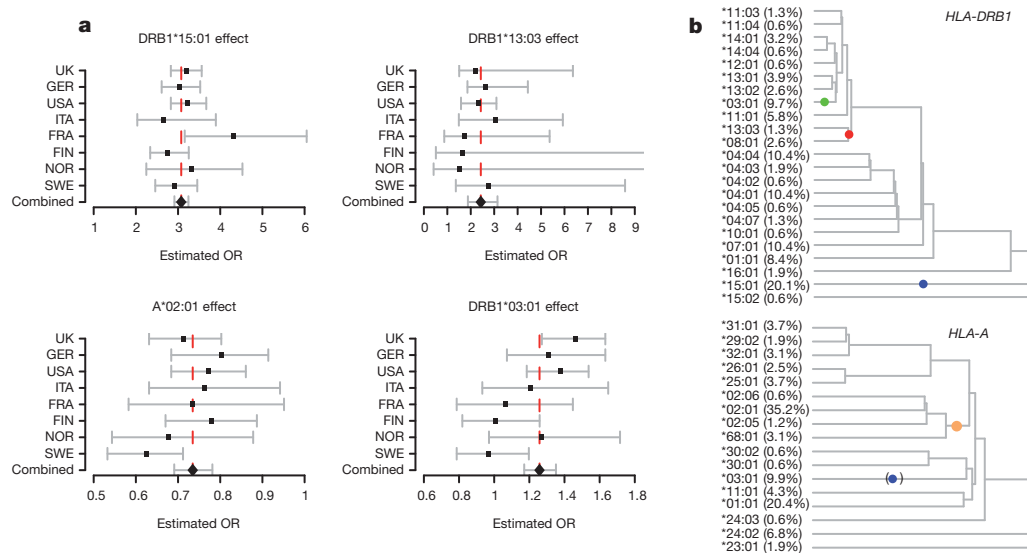 a
DRB1*15:01 effect
UK
GER
USA
ITA
FRA
FIN
NOR
SWE
Combined
1 2 3 4 5 6
Estimated OR
DRB1*13:03 effect
UK
GER
USA
ITA
FRA
FIN
NOR
SWE
Combined
0 1 2 3 4 5 6 7 8 9
Estimated OR
A*02:01 effect
UK
GER
USA
ITA
FRA
FIN
NOR
SWE
Combined
0.5 0.6 0.7 0.8 0.9 1
Estimated OR
DRB1*03:01 effect
UK
GER
USA
ITA
FRA
FIN
NOR
SWE
Combined
0.6 0.8 1 1.2 1.4 1.6 1.8
Estimated OR
b
HLA-DRB1
*11:03 (1.3%)
*11:04 (0.6%)
*14:01 (3.2%)
*14:04 (0.6%)
*12:01 (0.6%)
*13:01 (3.9%)
*13:02 (2.6%)
*03:01 (9.7%)
*11:01 (5.8%)
*13:03 (1.3%)
*08:01 (2.6%)
*04:04 (10.4%)
*04:03 (1.9%)
*04:02 (0.6%)
*04:01 (10.4%)
*04:05 (0.6%)
*04:07 (1.3%)
*10:01 (0.6%)
*07:01 (10.4%)
*01:01 (8.4%)
*16:01 (1.9%)
*15:01 (20.1%)
*15:02 (0.6%)
HLA-A
*31:01 (3.7%)
*29:02 (1.9%)
*32:01 (3.1%)
*26:01 (2.5%)
*25:01 (3.7%)
*02:06 (0.6%)
*02:01 (35.2%)
*02:05 (1.2%)
*68:01 (3.1%)
*30:02 (0.6%)
*30:01 (0.6%)
*03:01 (9.9%)
( )
*11:01 (4.3%)
*01:01 (20.4%)
*24:03 (0.6%)
*24:02 (6.8%)
*23:01 (1.9%)